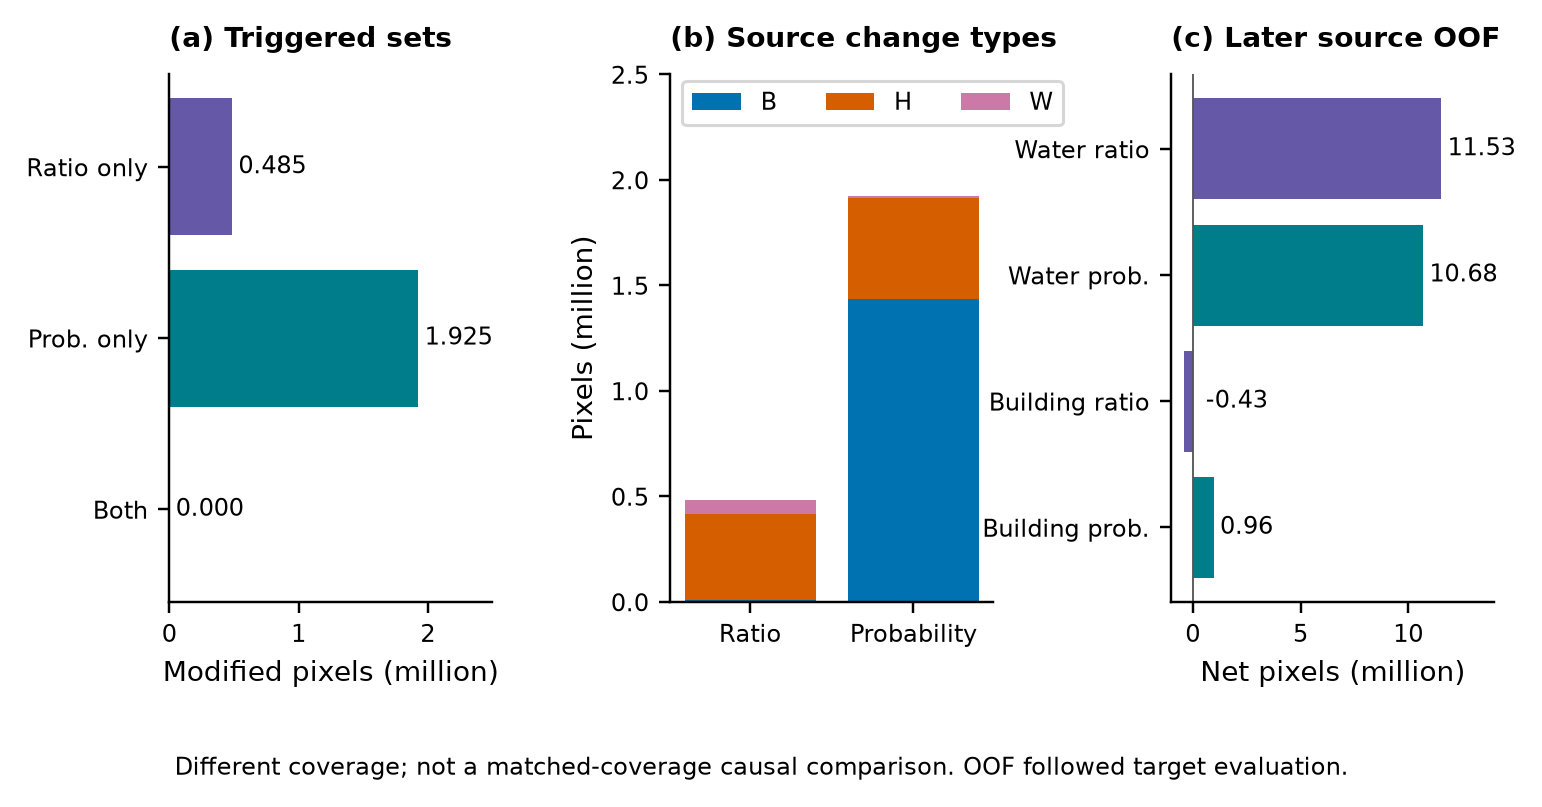 (a) Triggered sets
Ratio only
0.485
Prob. only
1.925
Both
0.000
0 1 2
Modified pixels (million)
(b) Source change types
B H W
Pixels (million)
2.5
2.0
1.5
1.0
0.5
0.0
Ratio Probability
(c) Later source OOF
Water ratio
11.53
Water prob.
10.68
Building ratio
-0.43
Building prob.
0.96
0 5 10
Net pixels (million)
Different coverage; not a matched-coverage causal comparison. OOF followed target evaluation.